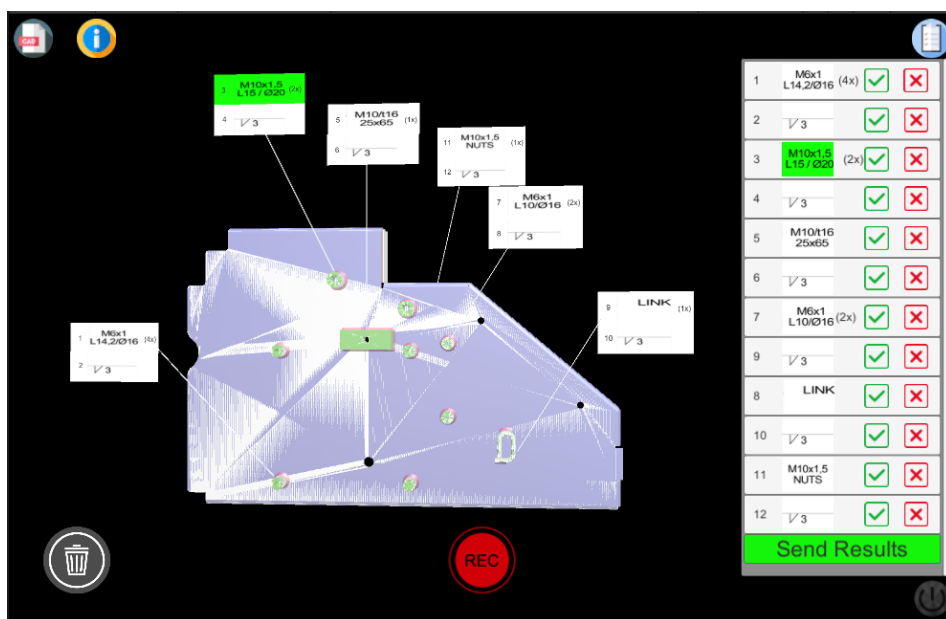 CAD
i
3 M10x1,5 (2x)
L15 / Ø20
4 3
5 M10/t16 (1x)
25x65
6 3
11 M10x1,5 (1x)
NUTS
12 3
7 M6x1 (2x)
L10/Ø16
8 3
9 LINK (1x)
10 3
1 M6x1 (4x)
L14,2/Ø16
2 3
REC
1 M6x1 (4x)
L14,2/Ø16
2 3
3 M10x1,5 (2x)
L15 / Ø20
4 3
5 M10/t16
25x65
6 3
7 M6x1 (2x)
L10/Ø16
9 3
8 LINK
10 3
11 M10x1,5
NUTS
12 3
Send Results